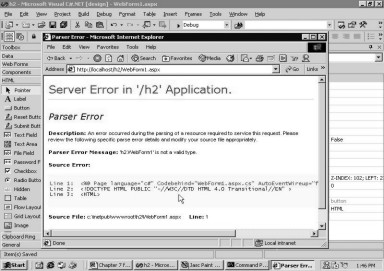 h2 - Microsoft Visual C#.NET [design] - WebForm1.aspx
File Edit View Project Build Debug Format Table Insert Frames Tools Window Help
Debug
Toolbox
Data
Web Forms
Components
HTML
Pointer
Label
Button
Reset Butto
Submit Butt
Text Field
Text Area
File Field
Password F
Checkbox
Radio Butto
Hidden
Table
Flow Layout
Grid Layout
Image
Clipboard Ring
General
Item(s) Saved
Parser Error - Microsoft Internet Explorer
File Edit View Favorites Tools Help
Back Search Favorites Media
Address http://localhost/h2/WebForm1.aspx Go Links
Server Error in '/h2' Application.
Parser Error
Description: An error occurred during the parsing of a resource required to service this request. Please
review the following specific parse error details and modify your source file appropriately.
Parser Error Message: 'h2.WebForm1' is not a valid type.
Source Error:
Line 1: <%@ Page language="c#" Codebehind="WebForm1.aspx.cs" AutoEventWireup="f
Line 2: <!DOCTYPE HTML PUBLIC "-//W3C//DTD HTML 4.0 Transitional//EN" >
Line 3: <HTML>
Source File: c:\inetpub\wwwroot\h2\WebForm1.aspx Line: 1
Done Local intranet
False
Z-INDEX: 102; LEFT: 2
0
button
HTML
Start Chapter 7 f... h2 - Micros... Jasc Paint ... Command P... Parser Err... 1:46 PM